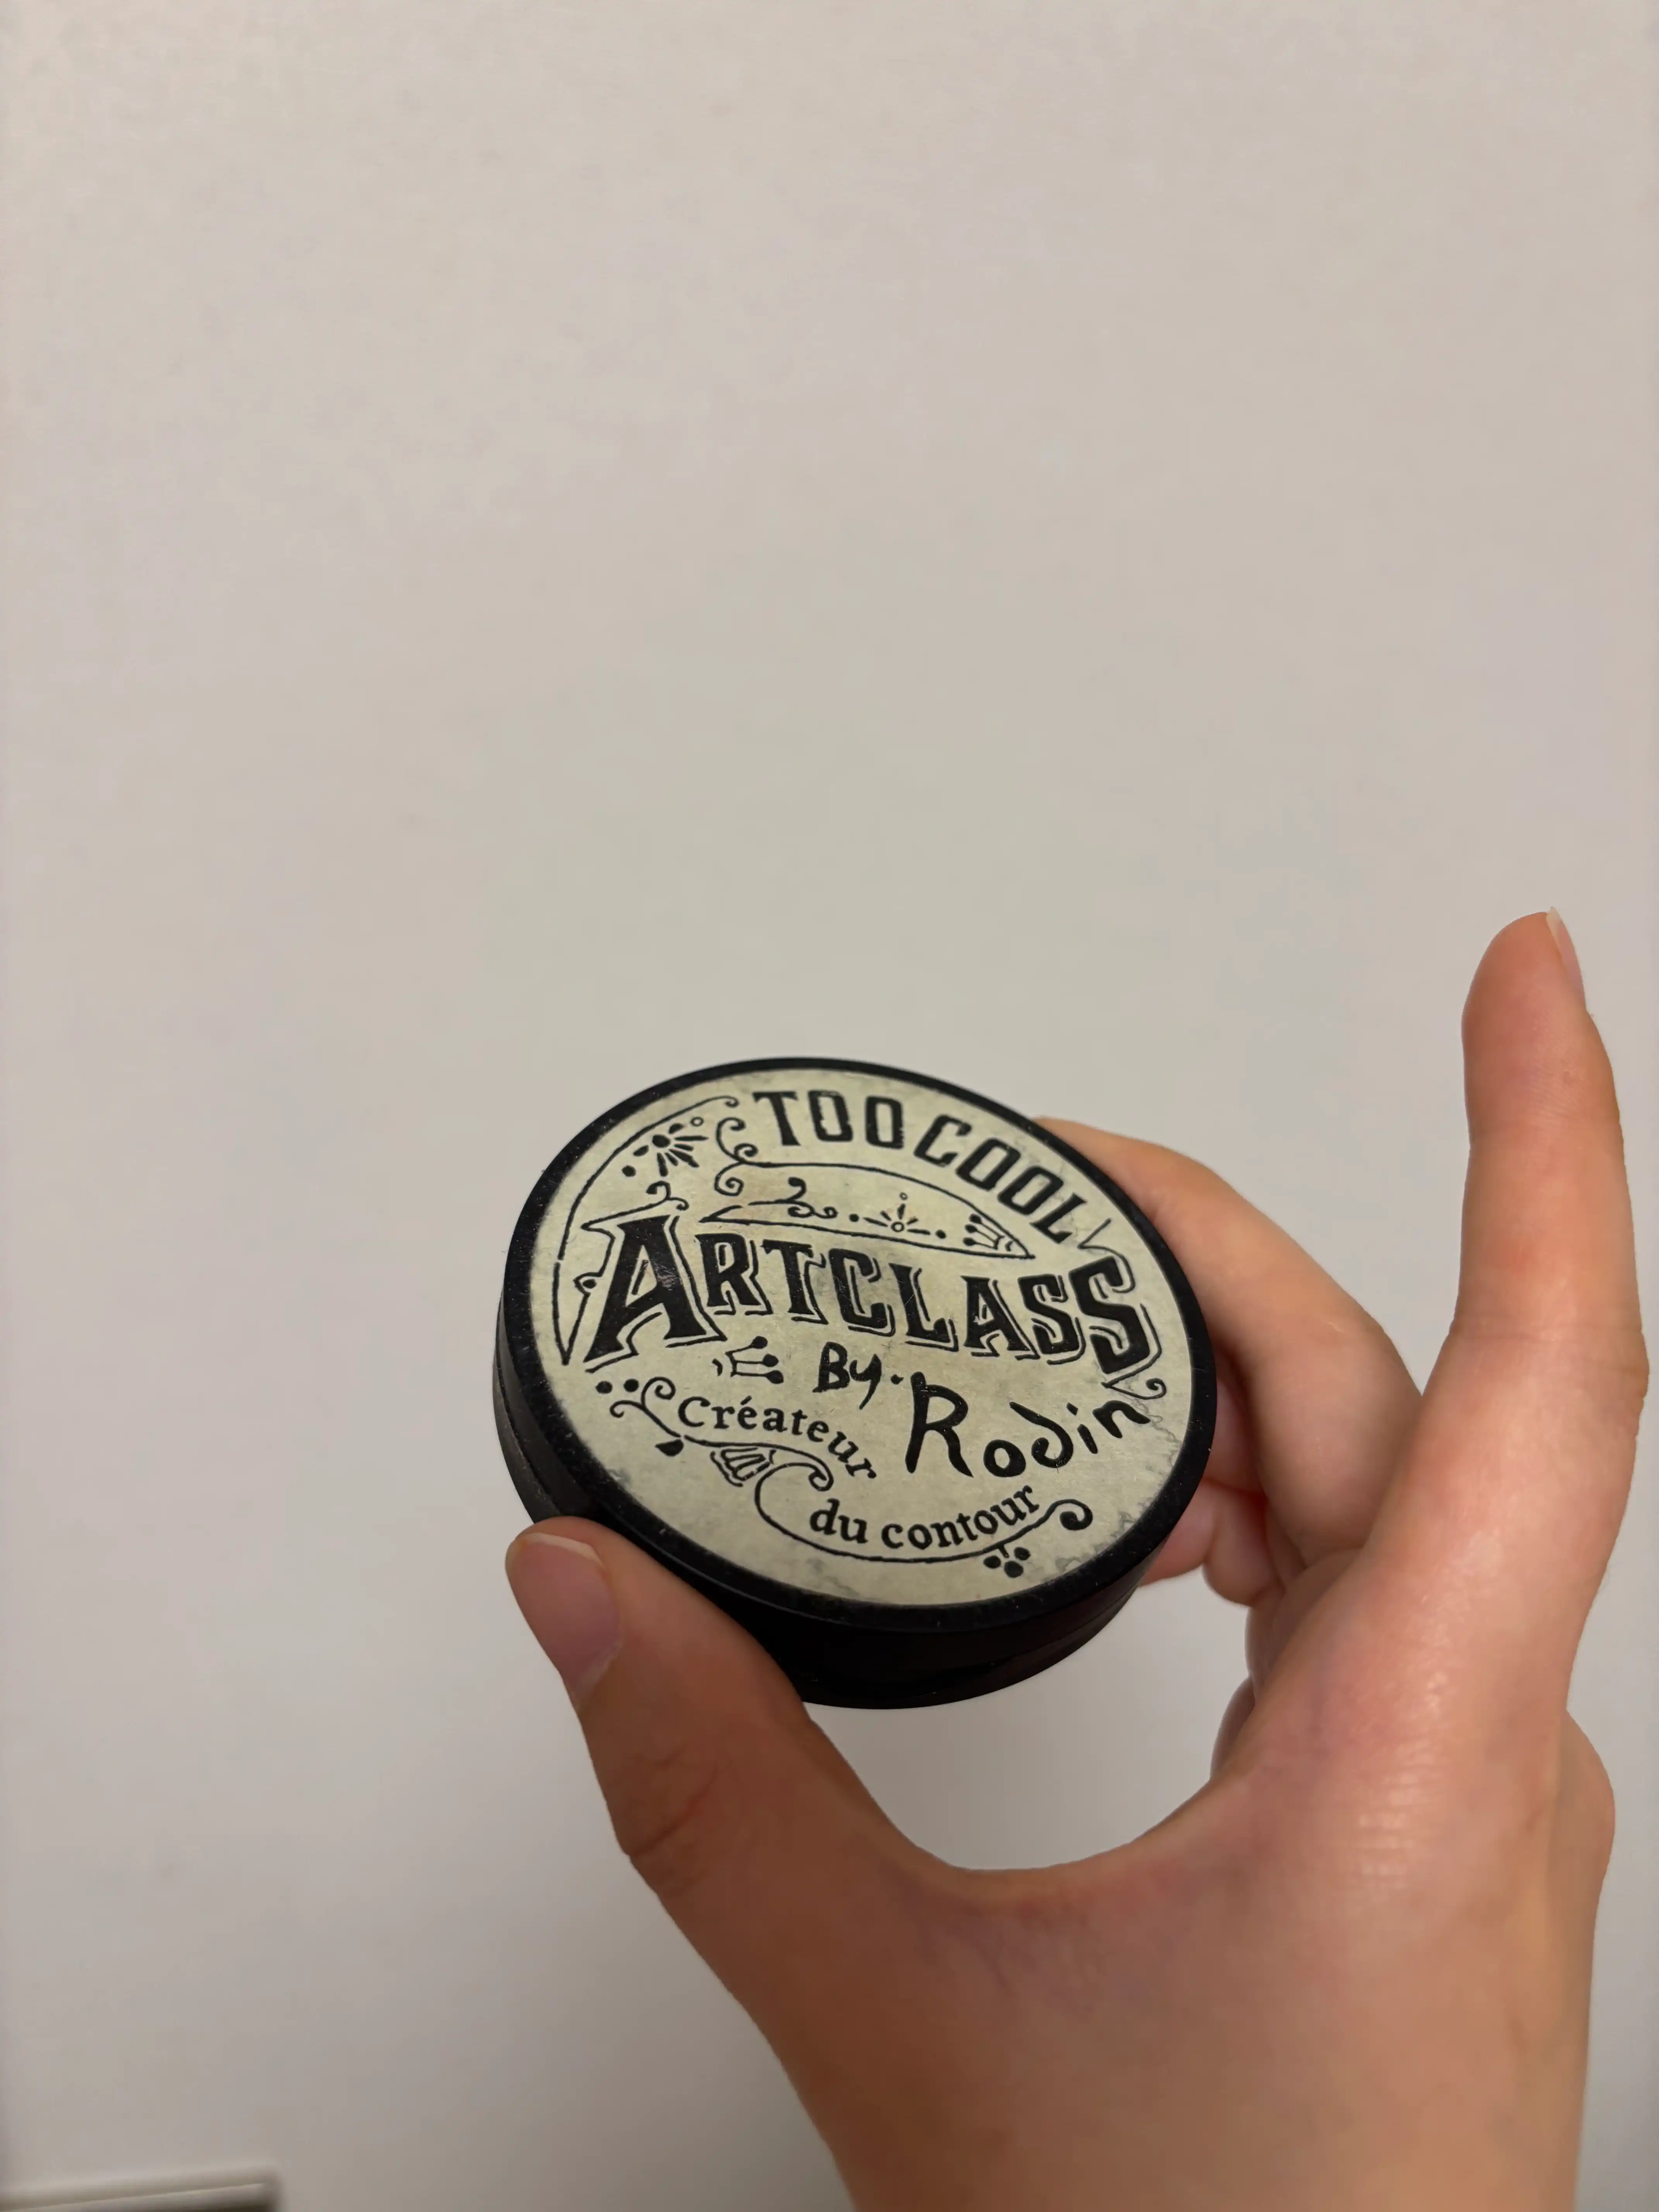 TOO COOL
ARTCLASS
By. Rodin
Créateur
du contour